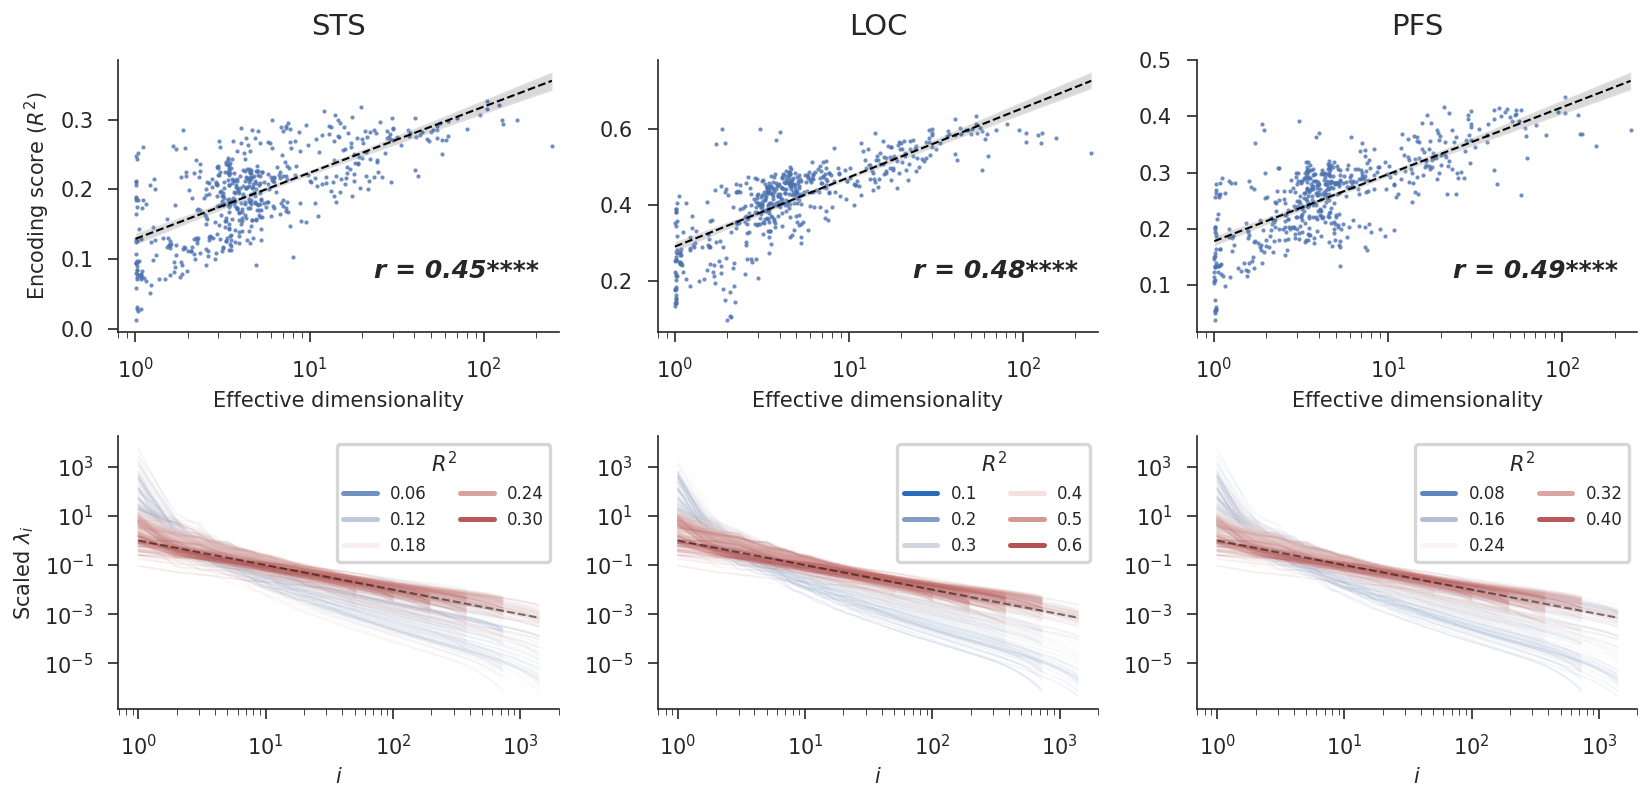 STS
LOC
PFS
Encoding score (R²)
0.3
0.2
0.1
0.0
0.6
0.4
0.2
0.5
0.4
0.3
0.2
0.1
r = 0.45****
r = 0.48****
r = 0.49****
10⁰ 10¹ 10²
10⁰ 10¹ 10²
10⁰ 10¹ 10²
Effective dimensionality
Effective dimensionality
Effective dimensionality
Scaled λᵢ
10³
10¹
10⁻¹
10⁻³
10⁻⁵
R²
0.06 0.24
0.12 0.30
0.18
10³
10¹
10⁻¹
10⁻³
10⁻⁵
R²
0.1 0.4
0.2 0.5
0.3 0.6
10³
10¹
10⁻¹
10⁻³
10⁻⁵
R²
0.08 0.32
0.16 0.40
0.24
10⁰ 10¹ 10² 10³
10⁰ 10¹ 10² 10³
10⁰ 10¹ 10² 10³
i
i
i